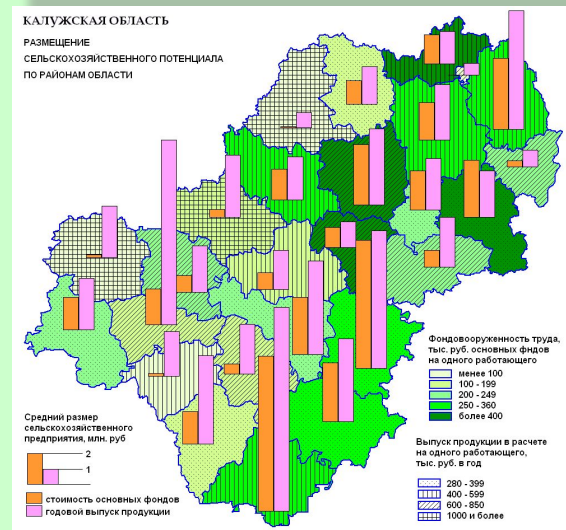 КАЛУЖСКАЯ ОБЛАСТЬ
РАЗМЕЩЕНИЕ
СЕЛЬСКОХОЗЯЙСТВЕННОГО ПОТЕНЦИАЛА
ПО РАЙОНАМ ОБЛАСТИ
Фондовооруженность труда,
тыс. руб. основных фндов
на одного работающего
менее 100
100 - 199
200 - 249
250 - 360
более 400
Средний размер
сельскохозяйственного
предприятия, млн. руб
2
1
стоимость основных фондов
годовой выпуск продукции
Выпуск продукции в расчете
на одного работающего,
тыс. руб. в год
280 - 399
400 - 599
600 - 850
1000 и более